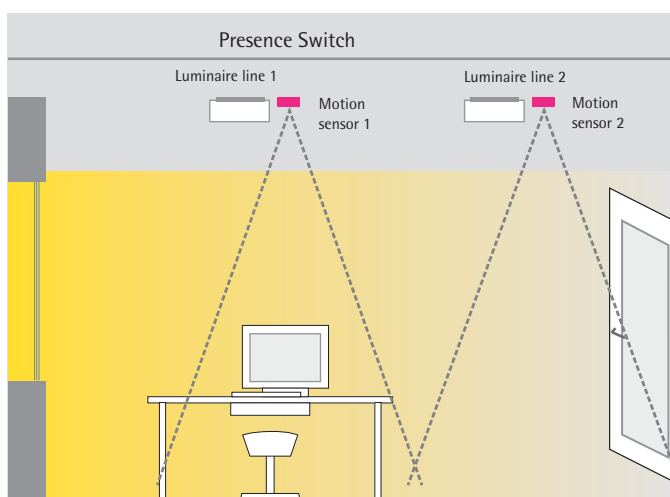 Presence Switch
Luminaire line 1
Luminaire line 2
Motion
sensor 1
Motion
sensor 2